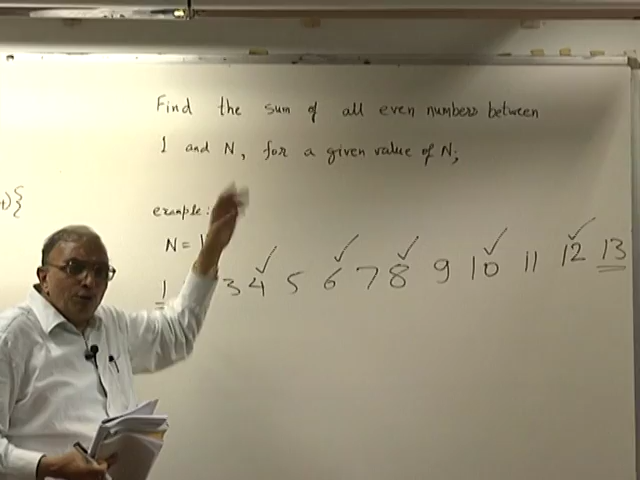 Find the sum of all even numbers between
1 and N, for a given value of N;
example:
N = 1
1 3 4 5 6 7 8 9 10 11 12 13
){